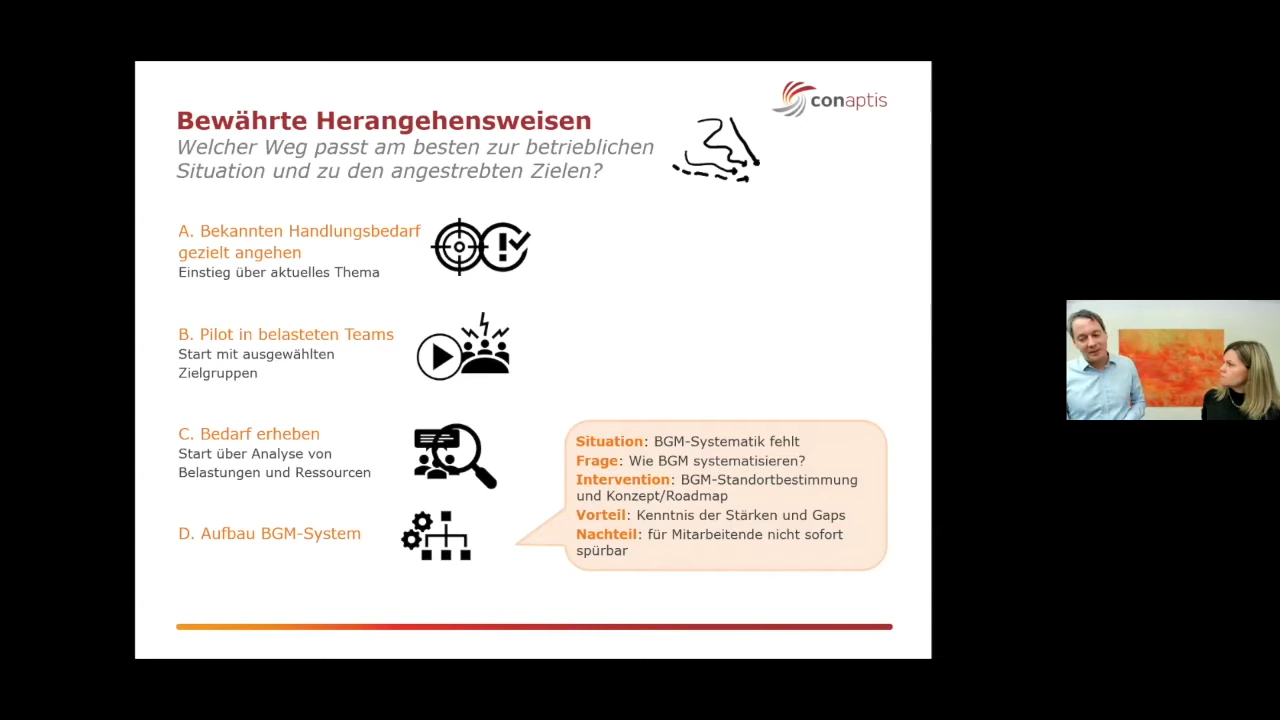 conaptis
Bewährte Herangehensweisen
Welcher Weg passt am besten zur betrieblichen
Situation und zu den angestrebten Zielen?
A. Bekannten Handlungsbedarf
gezielt angehen
Einstieg über aktuelles Thema
B. Pilot in belasteten Teams
Start mit ausgewählten
Zielgruppen
C. Bedarf erheben
Start über Analyse von
Belastungen und Ressourcen
D. Aufbau BGM-System
Situation: BGM-Systematik fehlt
Frage: Wie BGM systematisieren?
Intervention: BGM-Standortbestimmung
und Konzept/Roadmap
Vorteil: Kenntnis der Stärken und Gaps
Nachteil: für Mitarbeitende nicht sofort
spürbar